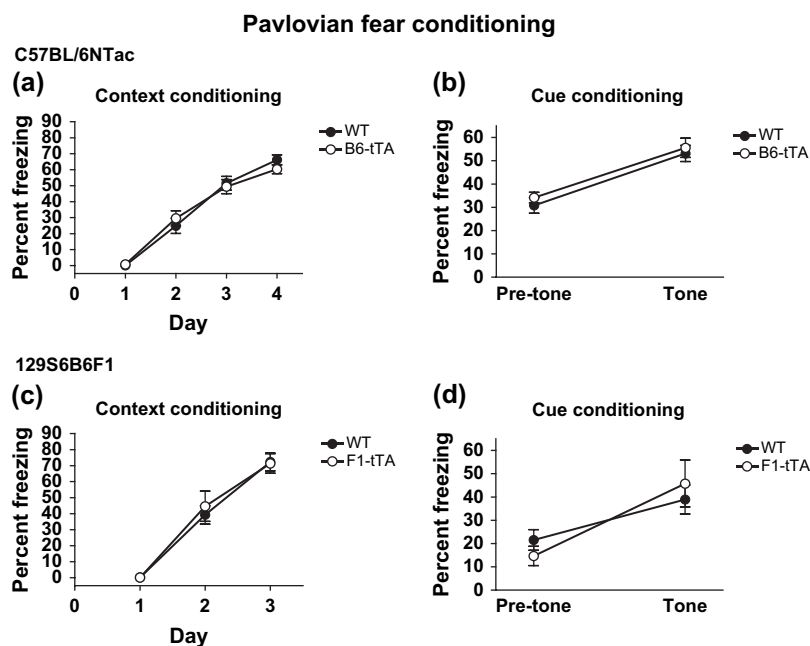 Pavlovian fear conditioning
C57BL/6NTac
(a)
Context conditioning
Percent freezing
90
80
70
60
50
40
30
20
10
0
0 1 2 3 4
Day
WT
B6-tTA
(b)
Cue conditioning
Percent freezing
60
50
40
30
20
10
0
Pre-tone Tone
WT
B6-tTA
129S6B6F1
(c)
Context conditioning
Percent freezing
90
80
70
60
50
40
30
20
10
0
0 1 2 3
Day
WT
F1-tTA
(d)
Cue conditioning
Percent freezing
60
50
40
30
20
10
0
Pre-tone Tone
WT
F1-tTA